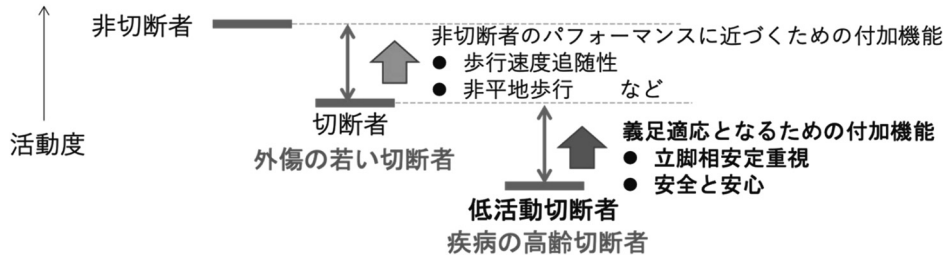 非切断者
非切断者のパフォーマンスに近づくための付加機能
● 歩行速度追随性
● 非平地歩行　　など
活動度
切断者
外傷の若い切断者
義足適応となるための付加機能
● 立脚相安定重視
● 安全と安心
低活動切断者
疾病の高齢切断者